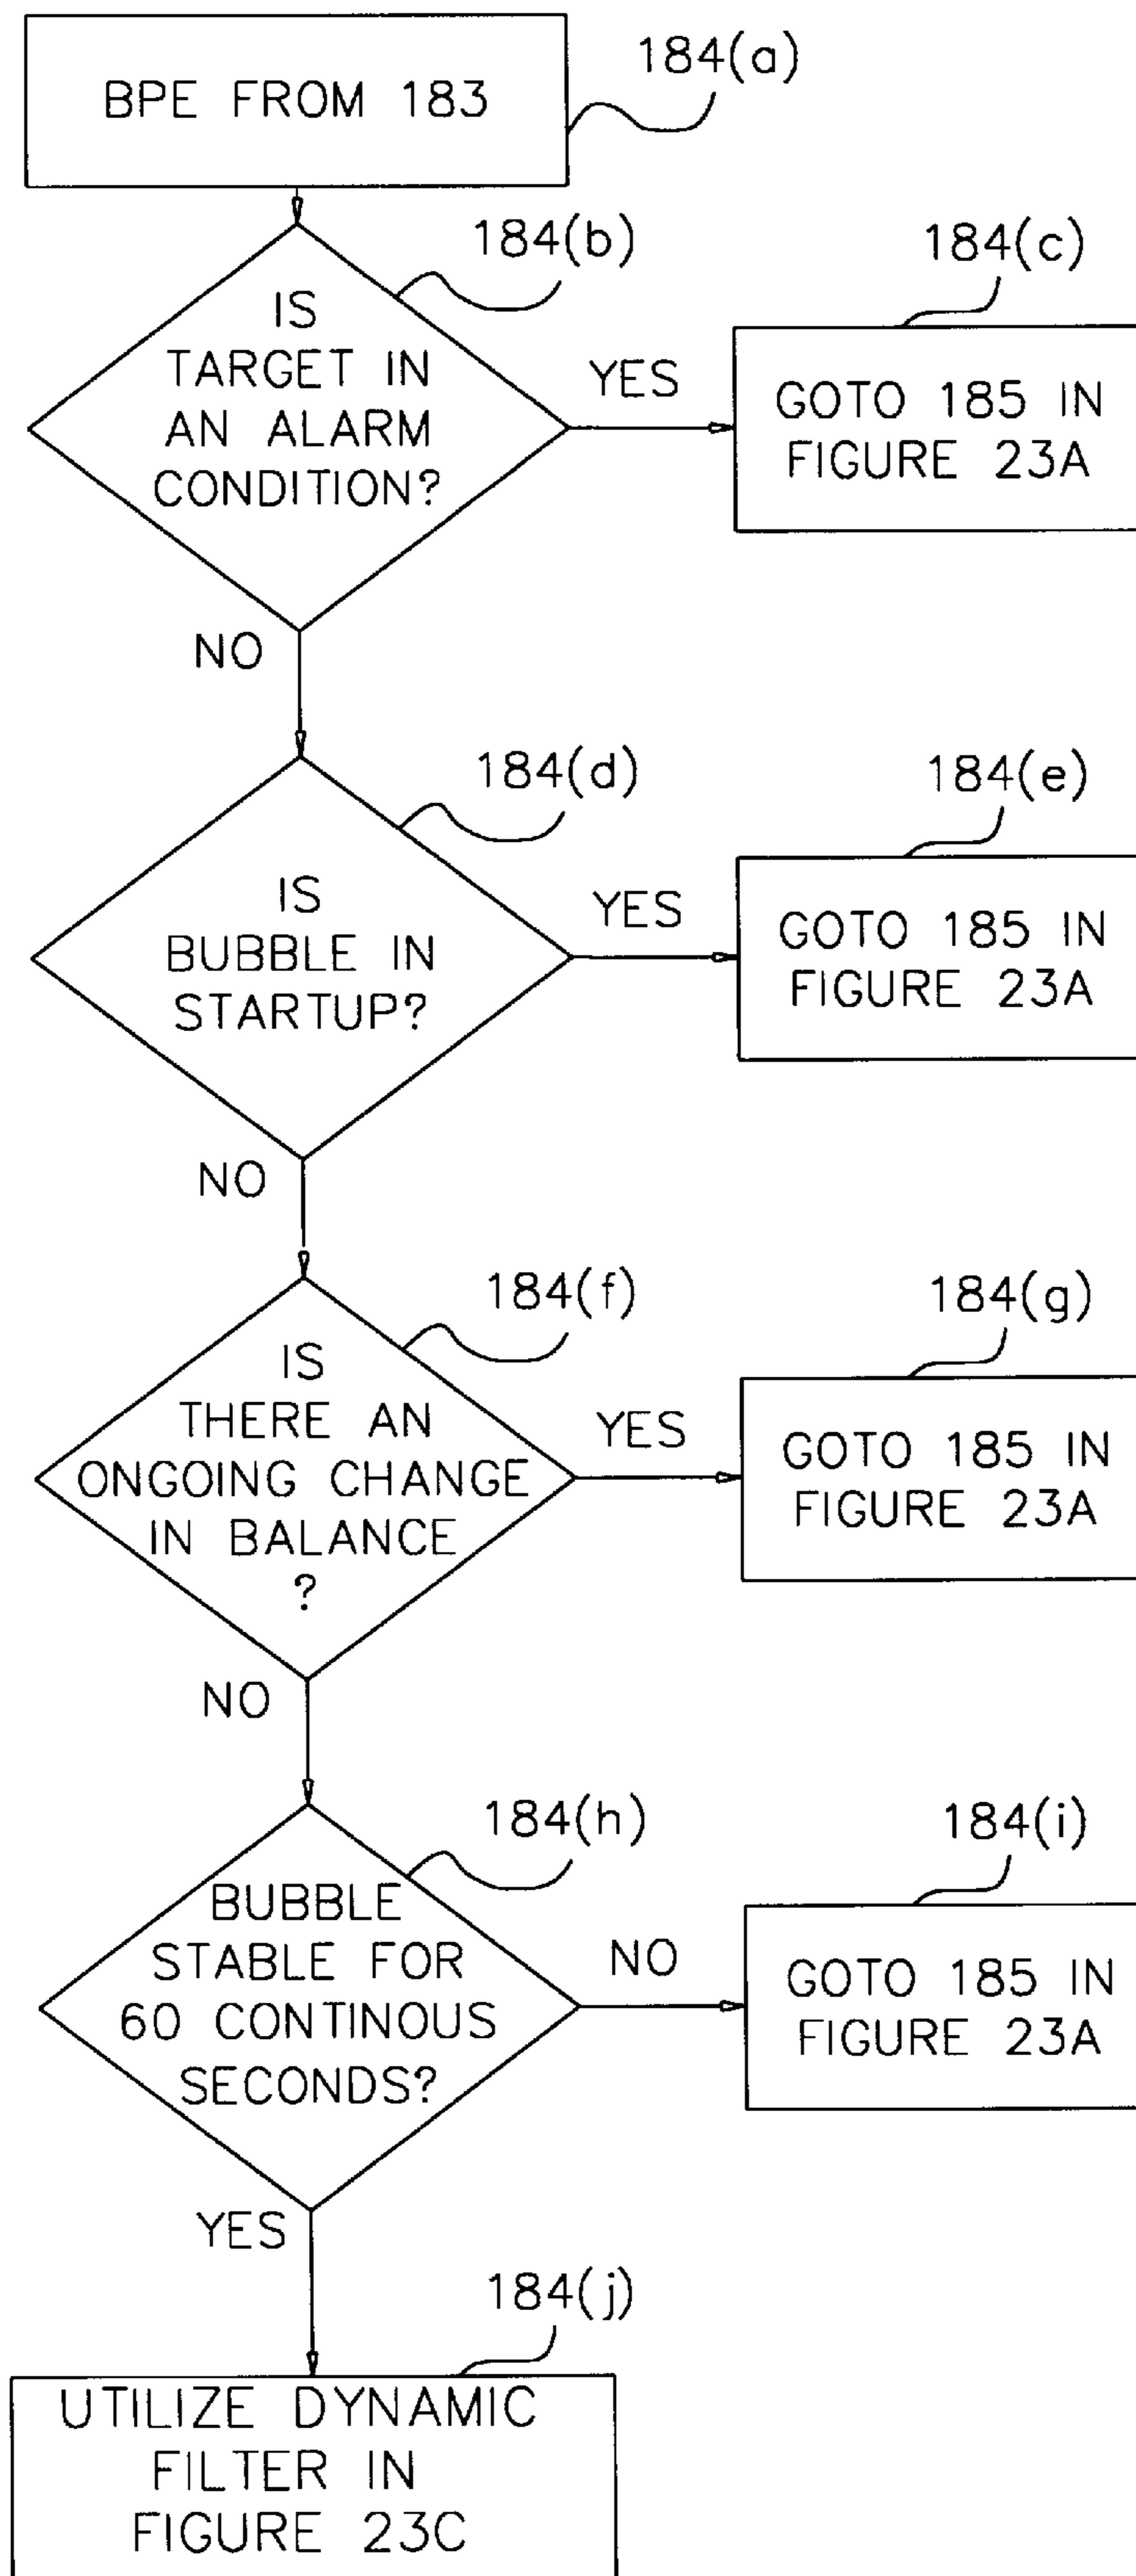 BPE FROM 183
184(a)
IS
TARGET IN
AN ALARM
CONDITION?
184(b)
YES
184(c)
GOTO 185 IN
FIGURE 23A
NO
IS
BUBBLE IN
STARTUP?
184(d)
YES
184(e)
GOTO 185 IN
FIGURE 23A
NO
IS
THERE AN
ONGOING CHANGE
IN BALANCE
?
184(f)
YES
184(g)
GOTO 185 IN
FIGURE 23A
NO
BUBBLE
STABLE FOR
60 CONTINOUS
SECONDS?
184(h)
NO
184(i)
GOTO 185 IN
FIGURE 23A
YES
184(j)
UTILIZE DYNAMIC
FILTER IN
FIGURE 23C